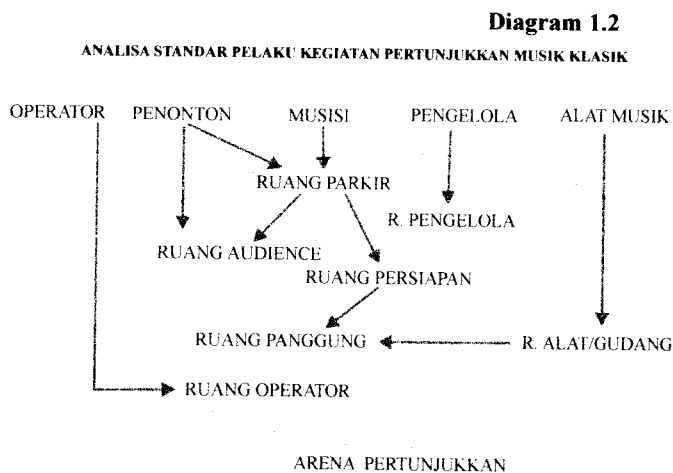 Diagram 1.2
ANALISA STANDAR PELAKU KEGIATAN PERTUNJUKKAN MUSIK KLASIK
OPERATOR PENONTON MUSISI PENGELOLA ALAT MUSIK
RUANG PARKIR
R. PENGELOLA
RUANG AUDIENCE
RUANG PERSIAPAN
RUANG PANGGUNG R. ALAT/GUDANG
RUANG OPERATOR
ARENA PERTUNJUKKAN